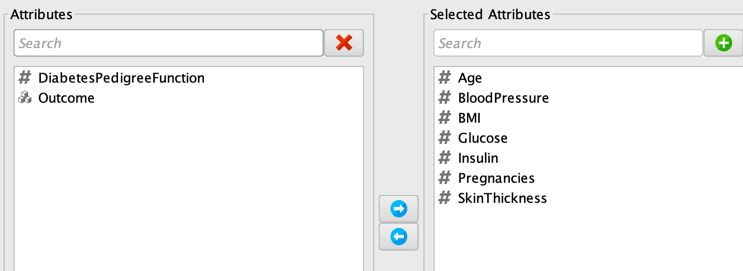 Attributes
Search
# DiabetesPedigreeFunction
Outcome
Selected Attributes
Search
# Age
# BloodPressure
# BMI
# Glucose
# Insulin
# Pregnancies
# SkinThickness